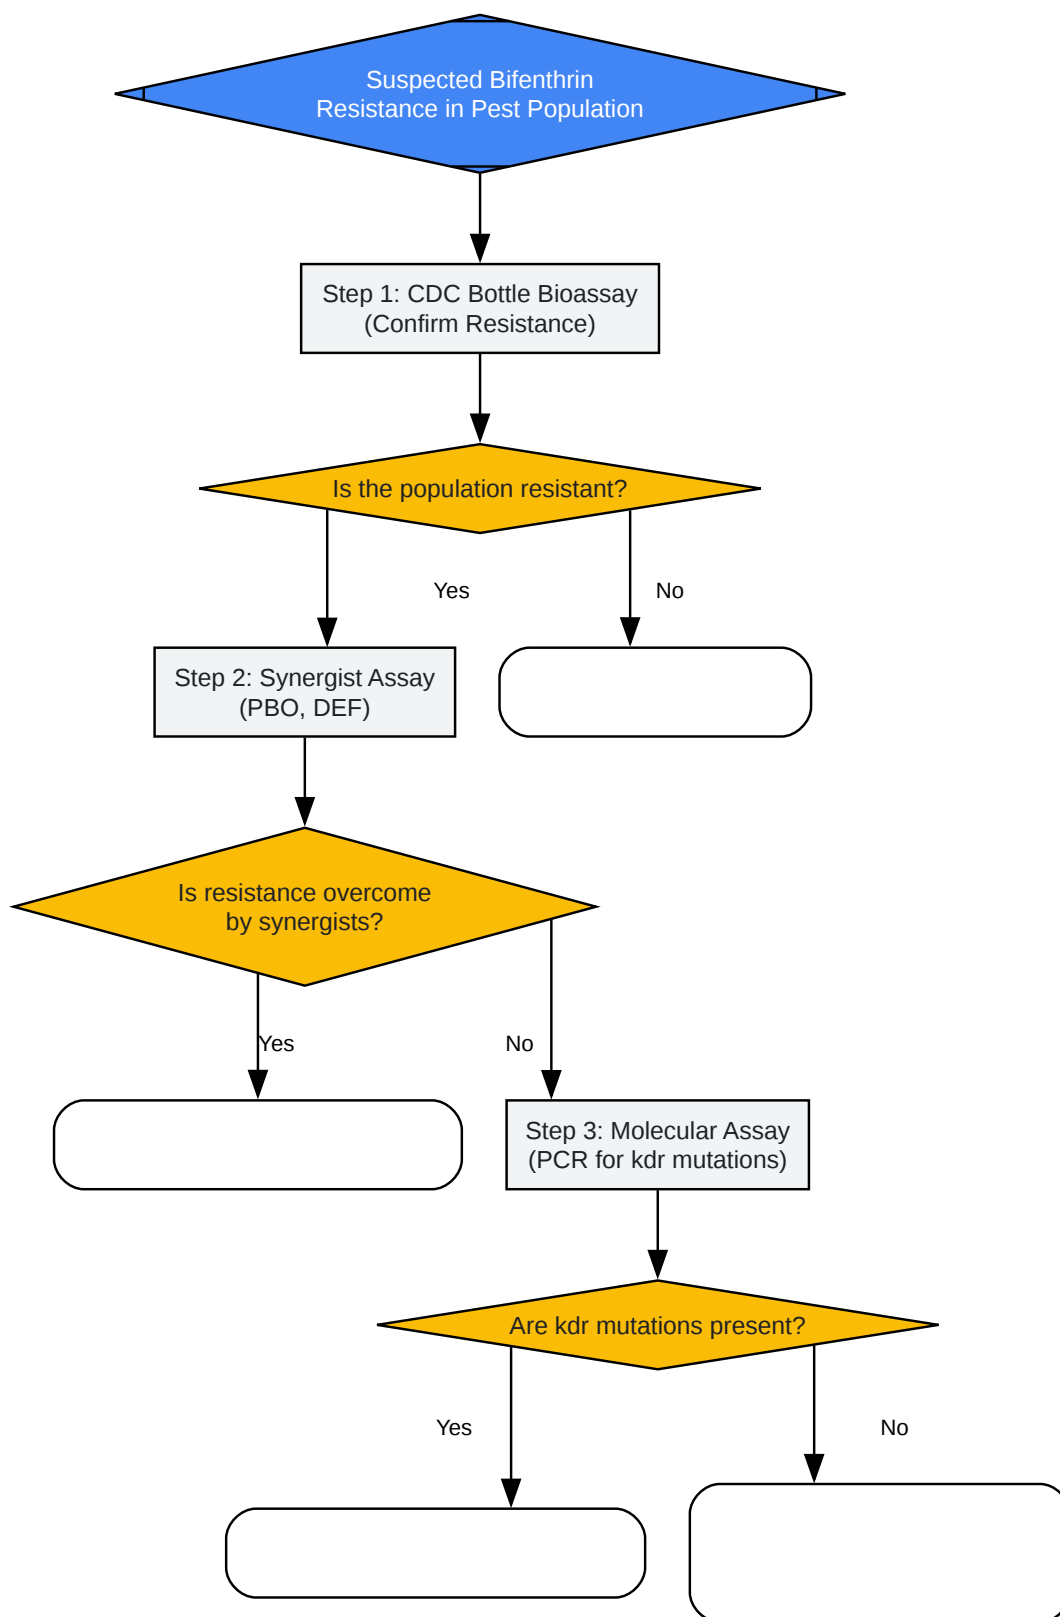 Suspected Bifenthrin
Resistance in Pest Population
Step 1: CDC Bottle Bioassay
(Confirm Resistance)
Is the population resistant?
Yes
No
Step 2: Synergist Assay
(PBO, DEF)
Is resistance overcome
by synergists?
Yes
No
Step 3: Molecular Assay
(PCR for kdr mutations)
Are kdr mutations present?
Yes
No